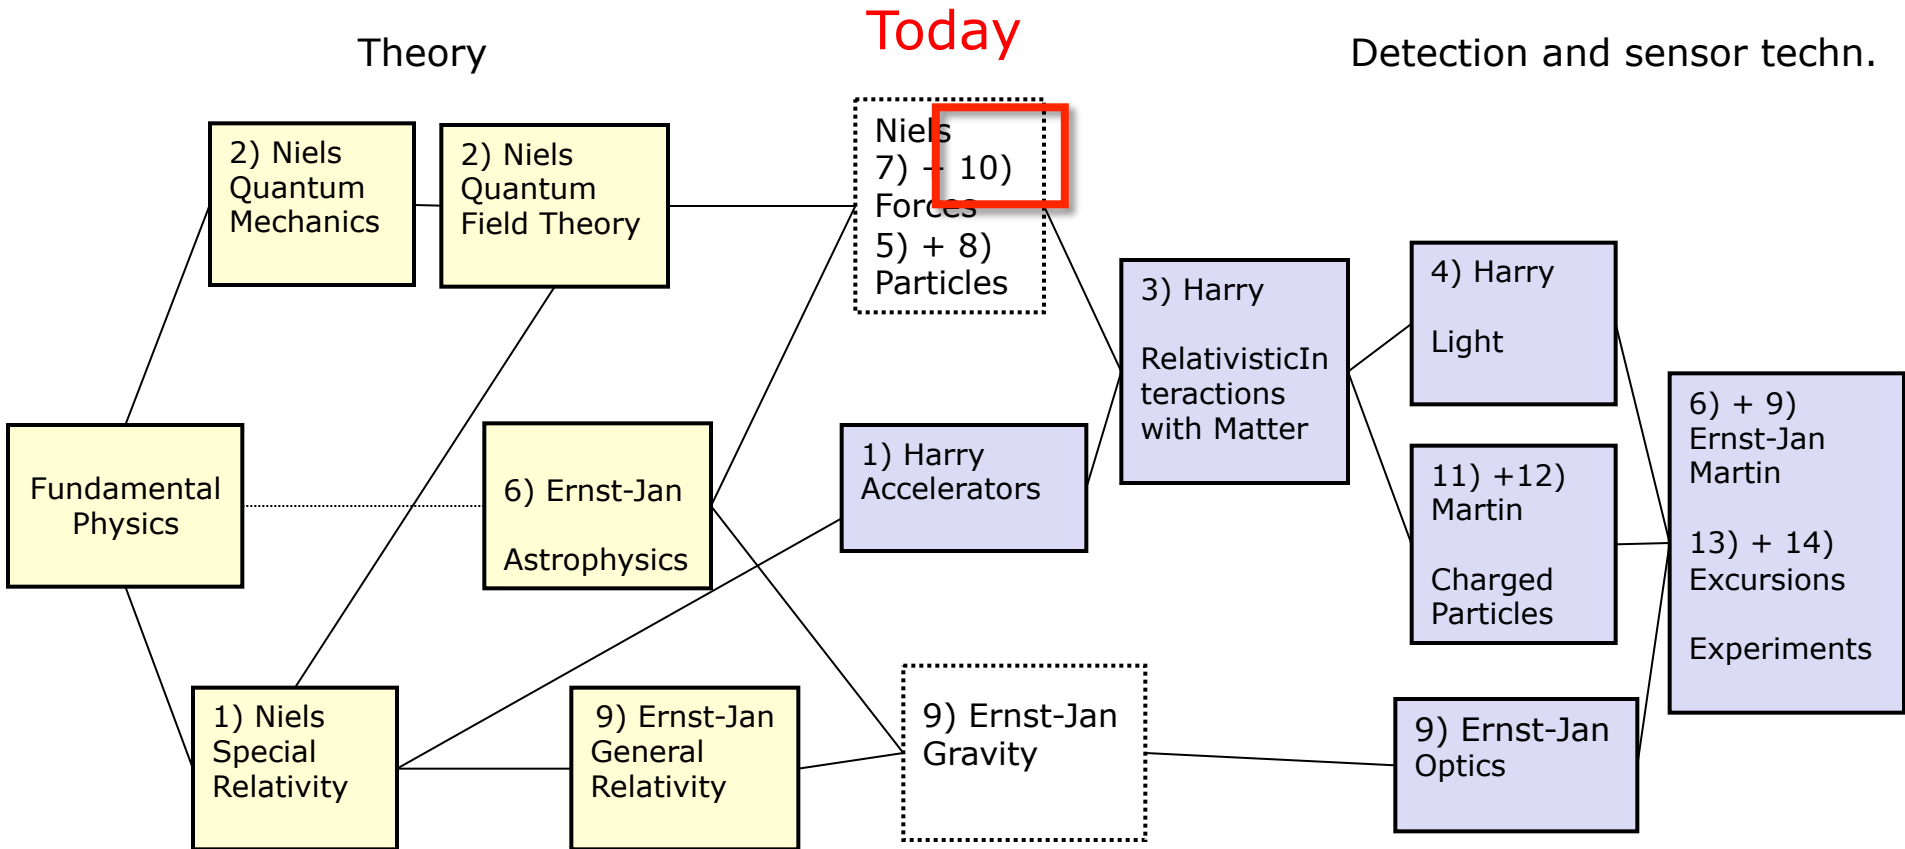 Theory
Today
Detection and sensor techn.
2) Niels
Quantum
Mechanics
2) Niels
Quantum
Field Theory
Niels
7) + 10)
Forces
5) + 8)
Particles
3) Harry
RelativisticIn
teractions
with Matter
4) Harry
Light
6) + 9)
Ernst-Jan
Martin
13) + 14)
Excursions
Experiments
Fundamental
Physics
6) Ernst-Jan
Astrophysics
1) Harry
Accelerators
11) +12)
Martin
Charged
Particles
1) Niels
Special
Relativity
9) Ernst-Jan
General
Relativity
9) Ernst-Jan
Gravity
9) Ernst-Jan
Optics